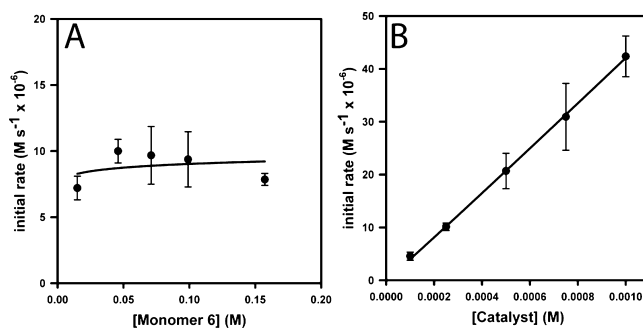 A
initial rate (M s⁻¹ x 10⁻⁶)
20
15
10
5
0
0.00 0.05 0.10 0.15 0.20
[Monomer 6] (M)
B
initial rate (M s⁻¹ x 10⁻⁶)
50
40
30
20
10
0
0.0000 0.0002 0.0004 0.0006 0.0008 0.0010
[Catalyst] (M)